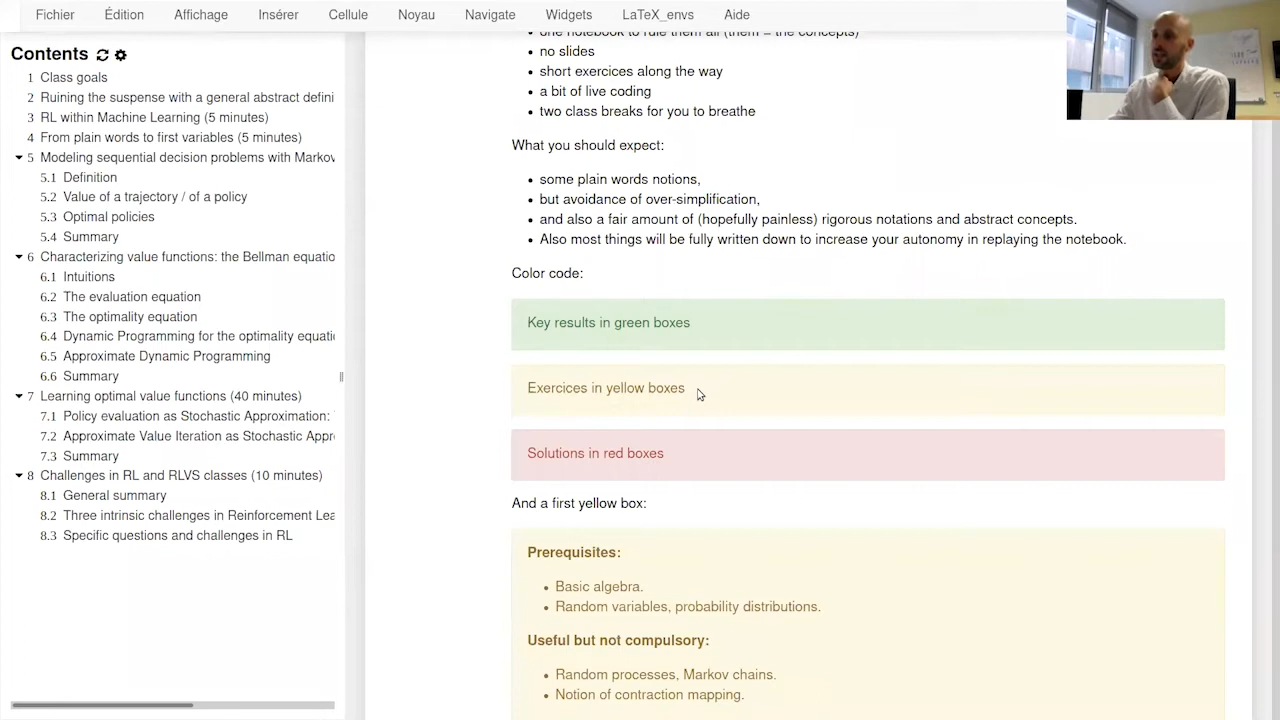 Fichier Édition Affichage Insérer Cellule Noyau Navigate Widgets LaTeX_envs Aide
Contents
1 Class goals
2 Ruining the suspense with a general abstract defini
3 RL within Machine Learning (5 minutes)
4 From plain words to first variables (5 minutes)
5 Modeling sequential decision problems with Markov
5.1 Definition
5.2 Value of a trajectory / of a policy
5.3 Optimal policies
5.4 Summary
6 Characterizing value functions: the Bellman equatio
6.1 Intuitions
6.2 The evaluation equation
6.3 The optimality equation
6.4 Dynamic Programming for the optimality equati
6.5 Approximate Dynamic Programming
6.6 Summary
7 Learning optimal value functions (40 minutes)
7.1 Policy evaluation as Stochastic Approximation:
7.2 Approximate Value Iteration as Stochastic Appr
7.3 Summary
8 Challenges in RL and RLVS classes (10 minutes)
8.1 General summary
8.2 Three intrinsic challenges in Reinforcement Lea
8.3 Specific questions and challenges in RL
one notebook to rule them all (them = the concepts)
no slides
short exercises along the way
a bit of live coding
two class breaks for you to breathe
What you should expect:
some plain words notions,
but avoidance of over-simplification,
and also a fair amount of (hopefully painless) rigorous notations and abstract concepts.
Also most things will be fully written down to increase your autonomy in replaying the notebook.
Color code:
Key results in green boxes
Exercices in yellow boxes
Solutions in red boxes
And a first yellow box:
Prerequisites:
Basic algebra.
Random variables, probability distributions.
Useful but not compulsory:
Random processes, Markov chains.
Notion of contraction mapping.